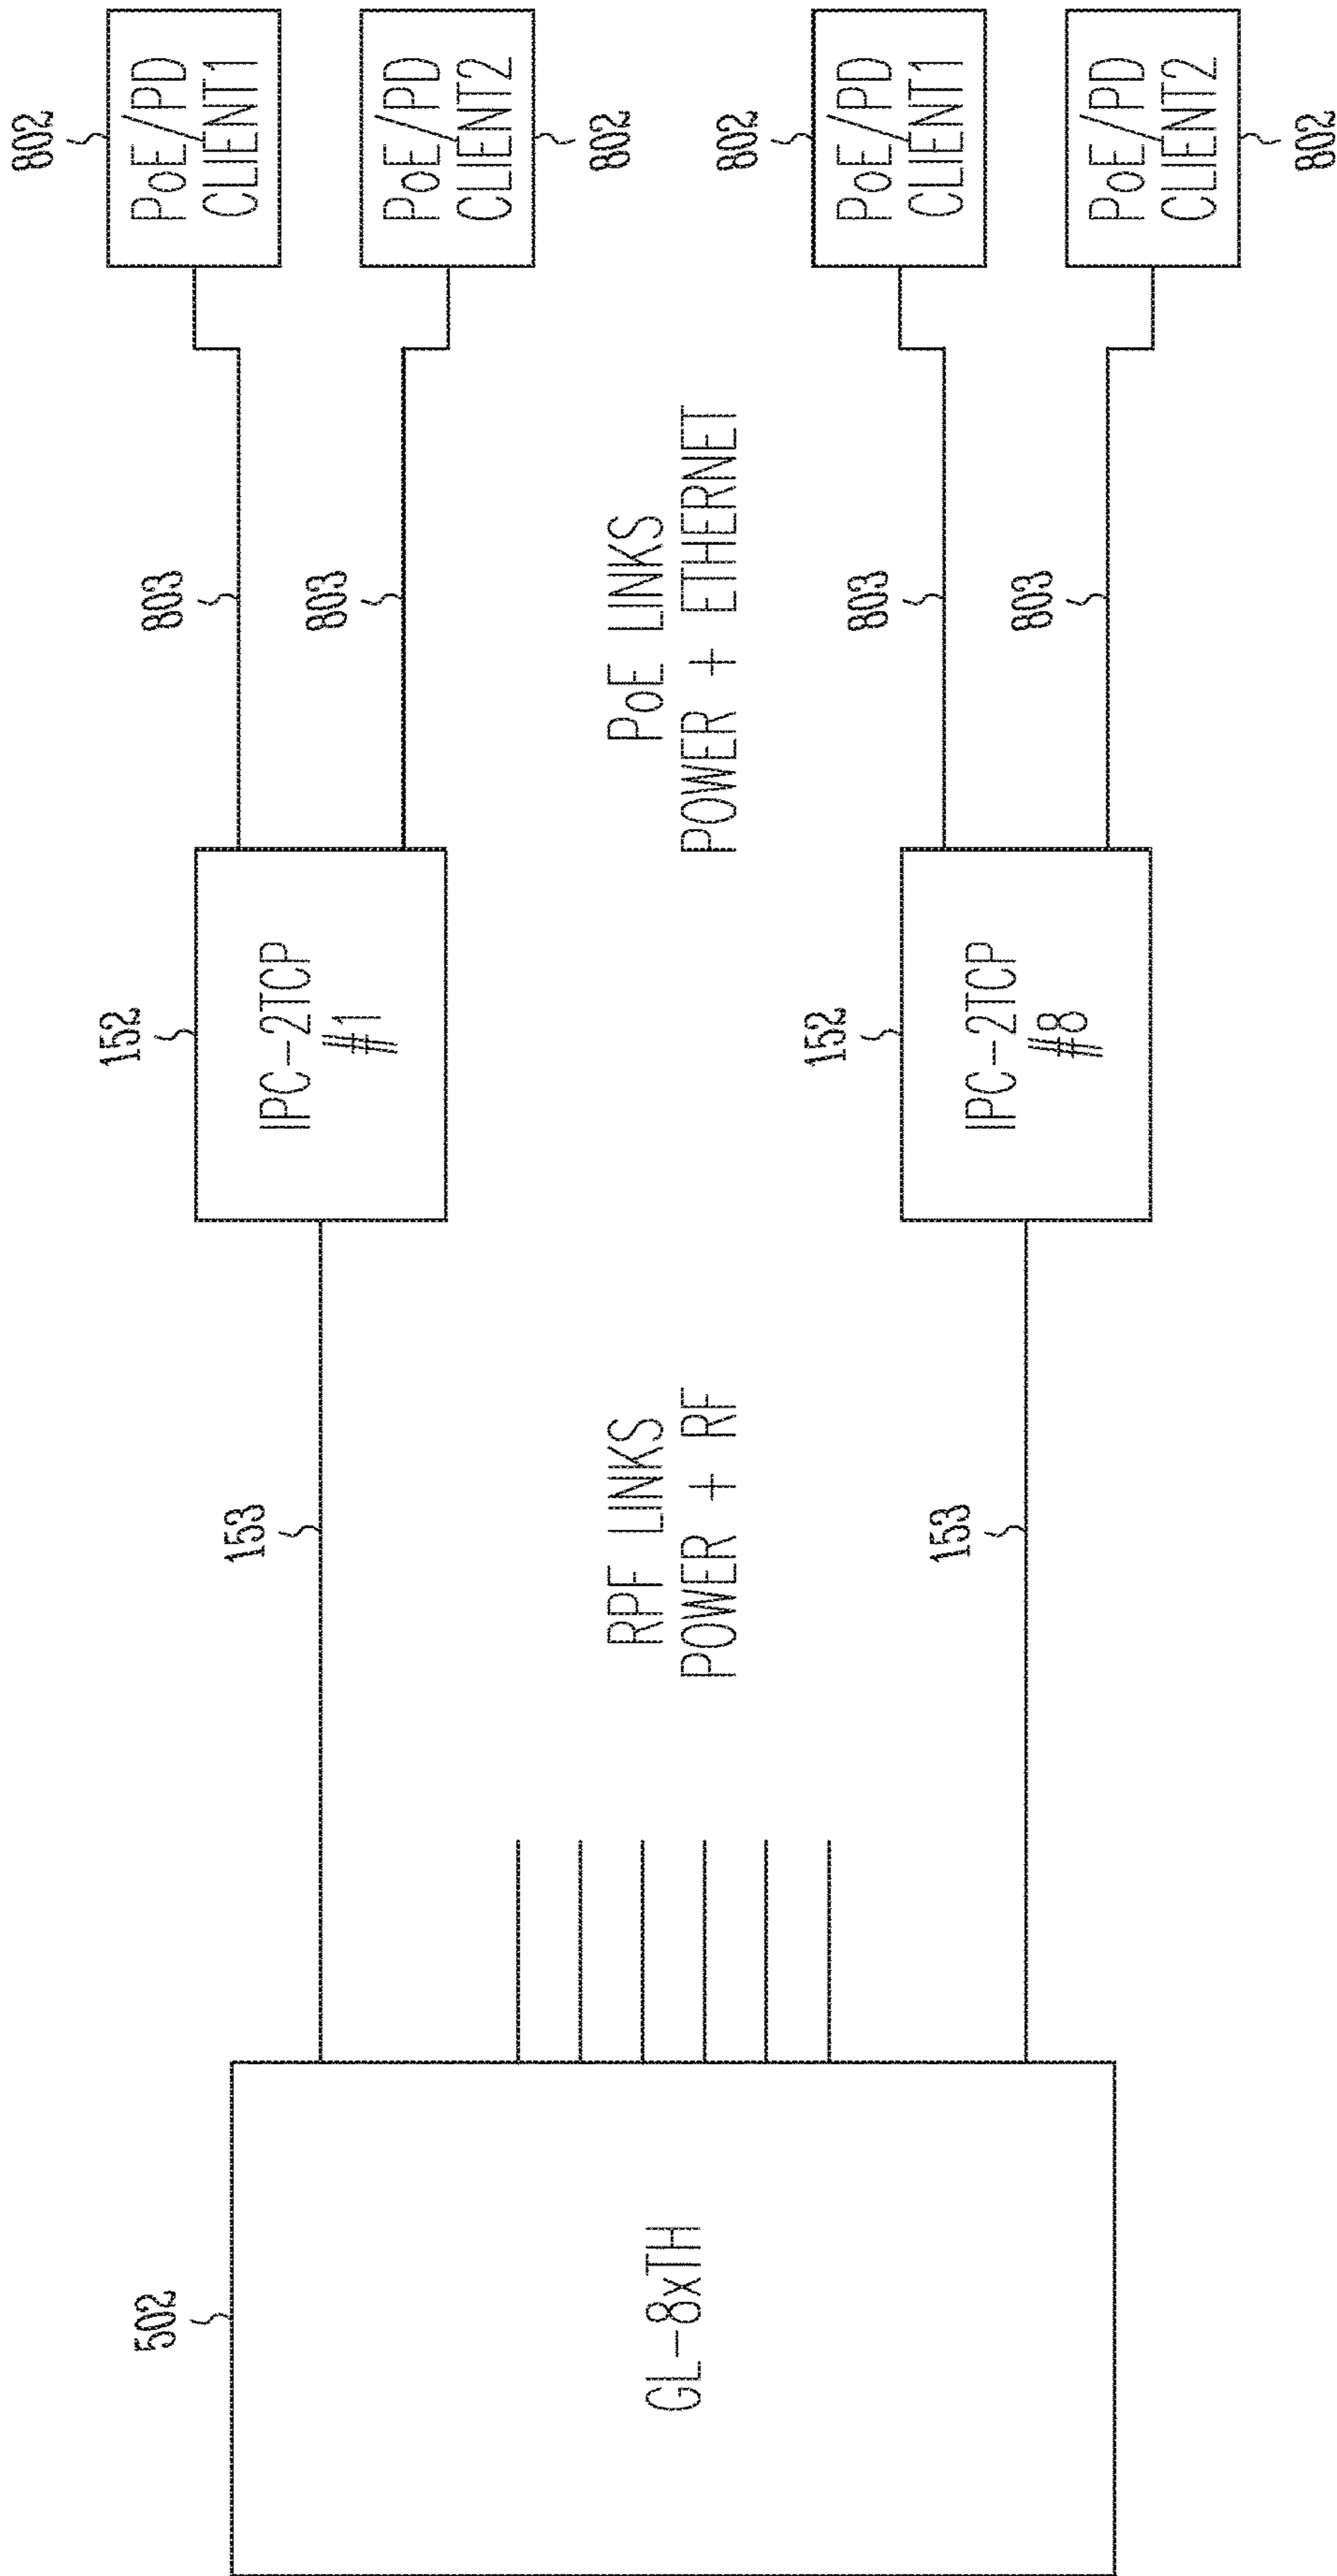 502
GL-8xTH
153
RPF LINKS
POWER + RF
153
152
IPC-2TCP
#1
152
IPC-2TCP
#8
803
803
PoE LINKS
POWER + ETHERNET
803
803
802
PoE/PD
CLIENT1
PoE/PD
CLIENT2
802
802
PoE/PD
CLIENT1
PoE/PD
CLIENT2
802